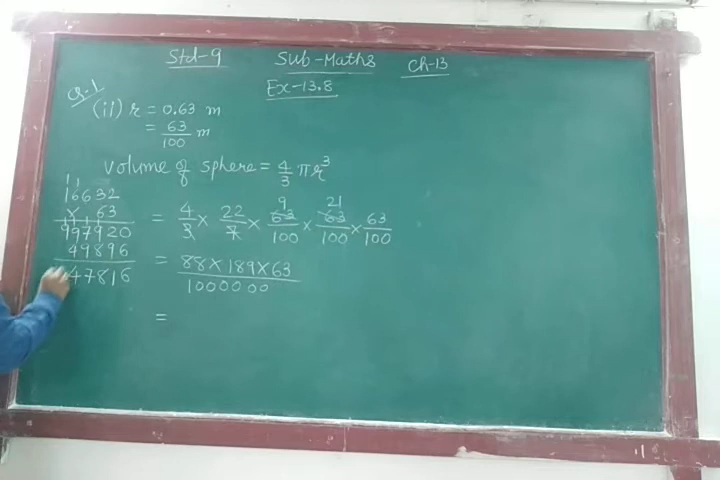 Std-9 Sub-Maths Ch-13
Ex-13.8
Q.1
(ii) r = 0.63 m
= 63/100 m
Volume of sphere = 4/3 πr³
1 1
16632
× 63
997920
49896
47816
9 21
= 4/3 × 22/7 × 63/100 × 63/100 × 63/100
= 88×189×63/1000000
=